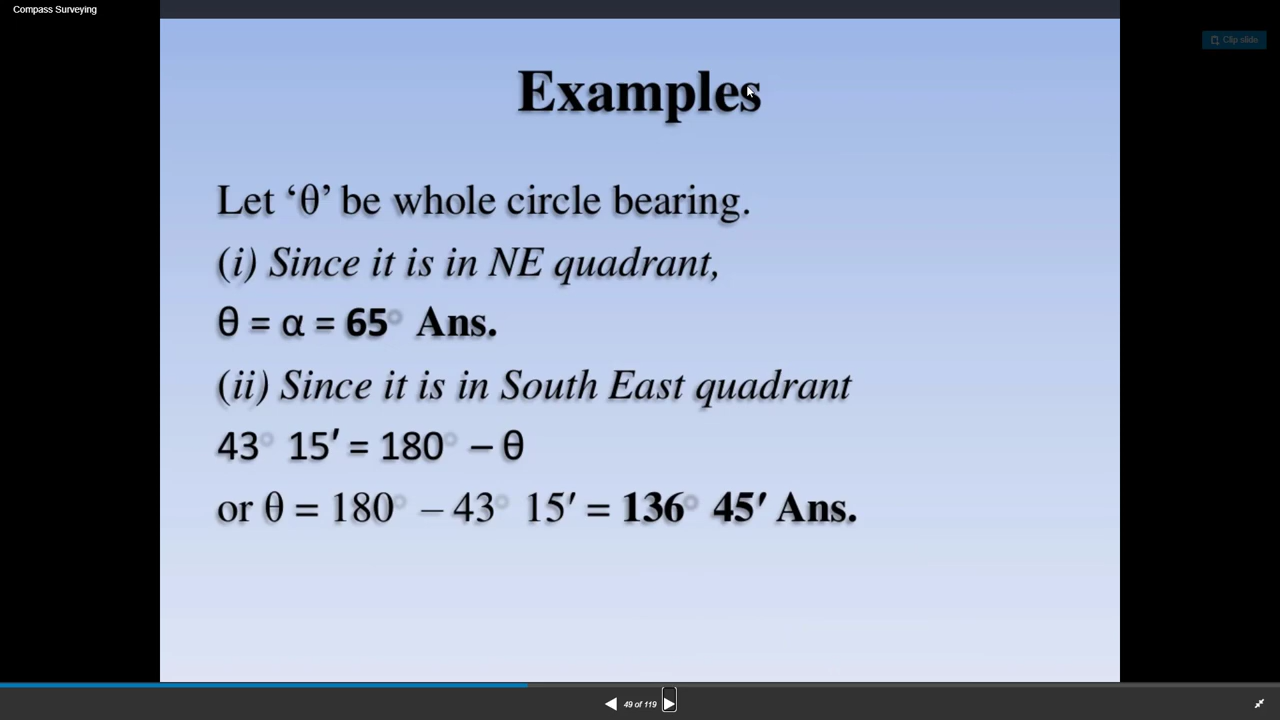 Compass Surveying
Clip slide
Examples
Let ‘θ’ be whole circle bearing.
(i) Since it is in NE quadrant,
θ = α = 65° Ans.
(ii) Since it is in South East quadrant
43° 15′ = 180° – θ
or θ = 180° – 43° 15′ = 136° 45′ Ans.
49 of 119